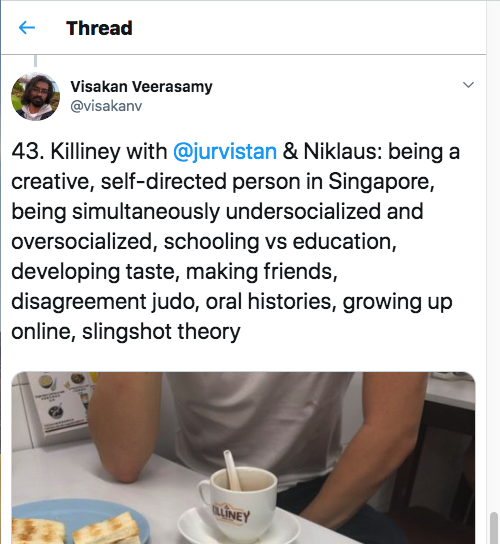 Thread
Visakan Veerasamy
@visakanv
43. Killiney with @jurvistan & Niklaus: being a
creative, self-directed person in Singapore,
being simultaneously undersocialized and
oversocialized, schooling vs education,
developing taste, making friends,
disagreement judo, oral histories, growing up
online, slingshot theory
KILLINEY